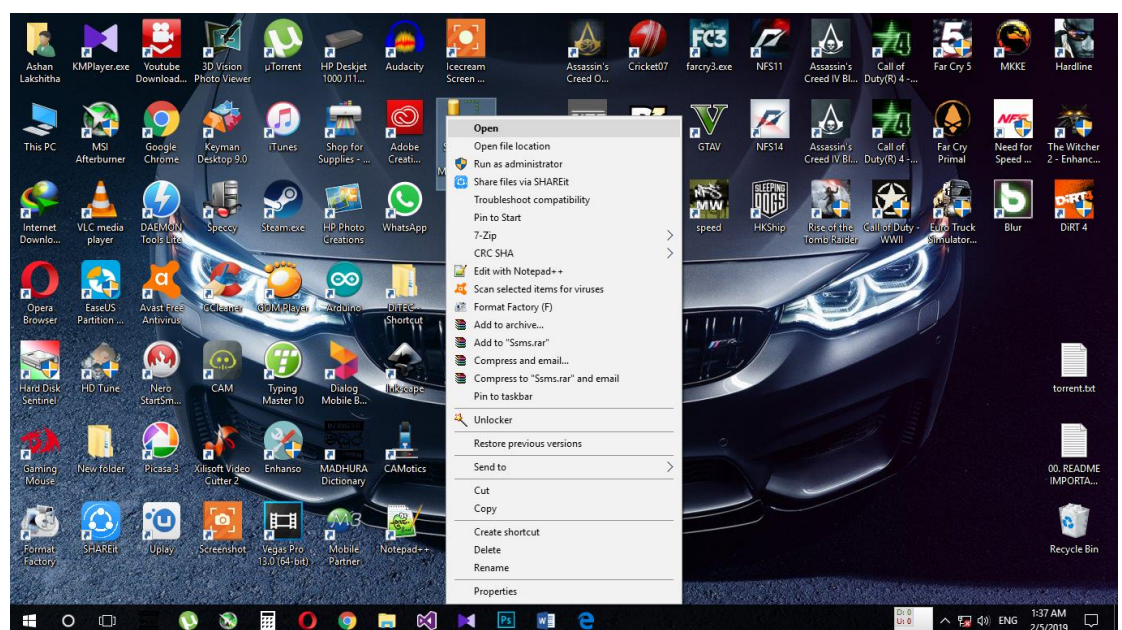 Ashan
Lakshitha
KMPlayer.exe
Youtube
Download...
3D Vision
Photo Viewer
µTorrent
HP Deskjet
1000 J11...
Audacity
Icecream
Screen ...
Assassin's
Creed O...
Cricket07
FC3
farcry3.exe
NFS11
Assassin's
Creed IV Bl...
Call of
Duty(R) 4 -...
5
Far Cry 5
MKKE
Hardline
This PC
MSI
Afterburner
Google
Chrome
Keyman
Desktop 9.0
iTunes
Shop for
Supplies - ...
Adobe
Creati...
GTAV
NFS14
Assassin's
Creed IV Bl...
Call of
Duty(R) 4 -...
Far Cry
Primal
NFS
Need for
Speed ...
The Witcher
2 - Enhanc...
Internet
Downlo...
VLC media
player
DAEMON
Tools Lite
Speccy
Steam.exe
HP Photo
Creations
WhatsApp
NFS
MW
speed
SLEEPING
DOGS
HKShip
Rise of the
Tomb Raider
Call of Duty -
WWII
Euro Truck
Simulator...
b
Blur
DiRT
DiRT 4
Opera
Browser
EaseUS
Partition ...
Avast Free
Antivirus
CCleaner
GOM Player
Arduino
DiTEC -
Shortcut
Hard Disk
Sentinel
HD Tune
Nero
StartSm...
CAM
Typing
Master 10
Dialog
Mobile B...
Inkscape
torrent.txt
Gaming
Mouse
New folder
Picasa 3
Xilisoft Video
Cutter 2
Enhanso
MADHURA
Dictionary
CAMotics
00. README
IMPORTA...
Format
Factory
SHAREit
Uplay
Screenshot
Vegas Pro
13.0 (64-bit)
M3
Mobile
Partner
Notepad++
Recycle Bin
Open
Open file location
Run as administrator
Share files via SHAREit
Troubleshoot compatibility
Pin to Start
7-Zip
CRC SHA
Edit with Notepad++
Scan selected items for viruses
Format Factory (F)
Add to archive...
Add to "Ssms.rar"
Compress and email...
Compress to "Ssms.rar" and email
Pin to taskbar
Unlocker
Restore previous versions
Send to
Cut
Copy
Create shortcut
Delete
Rename
Properties
Ps
D: 0
U: 0
ENG
1:37 AM
2/5/2019